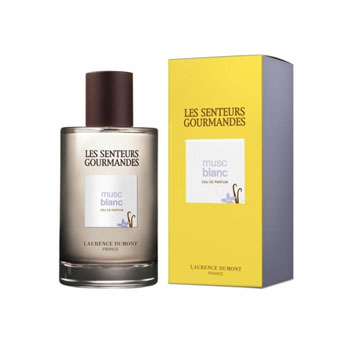 LES SENTEURS
GOURMANDES
musc
blanc
EAU DE PARFUM
LAURENCE DUMONT
FRANCE
LES SENTEURS
GOURMANDES
musc
blanc
EAU DE PARFUM
LAURENCE DUMONT
FRANCE